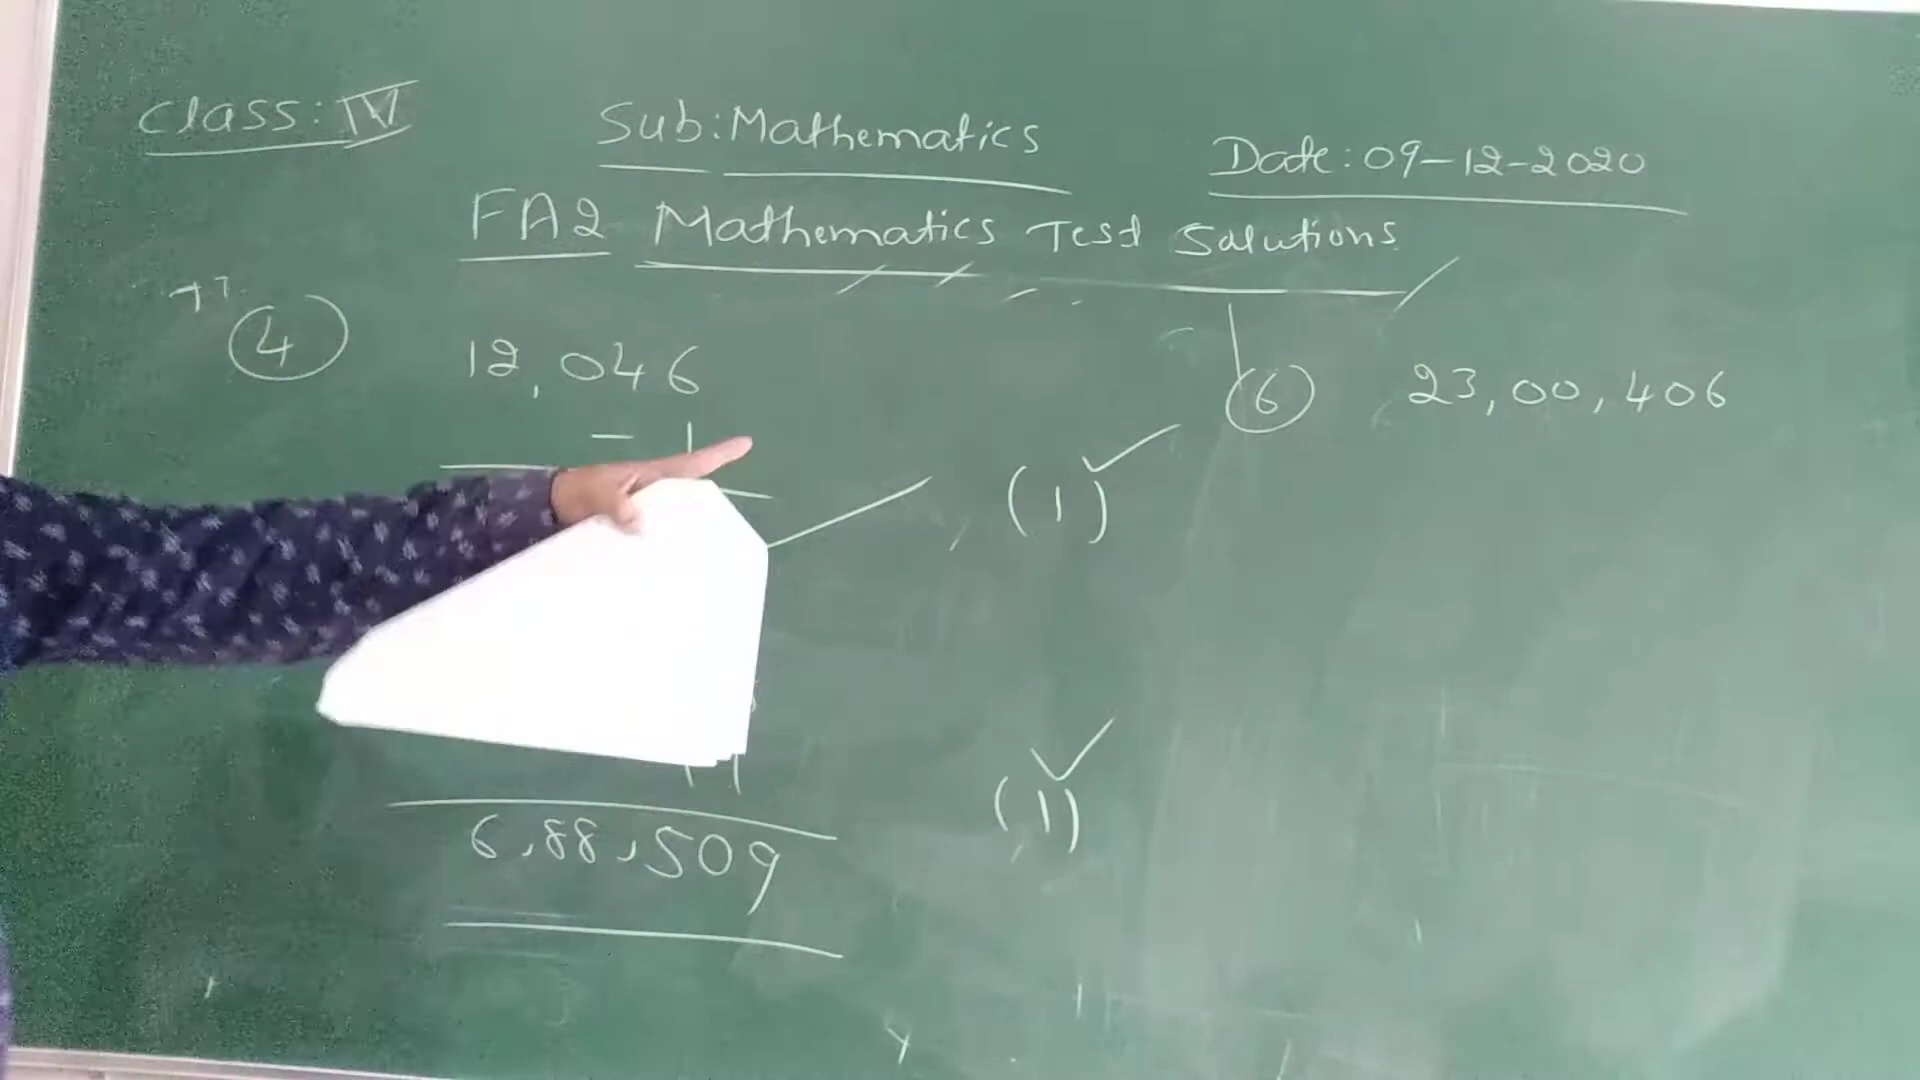 Class: IV
Sub: Mathematics
Date: 09-12-2020
FA2 Mathematics Test Solutions
④ 12,046
- 1
(1) ✓
6,88,509
(1) ✓
⑥ 23,00,406